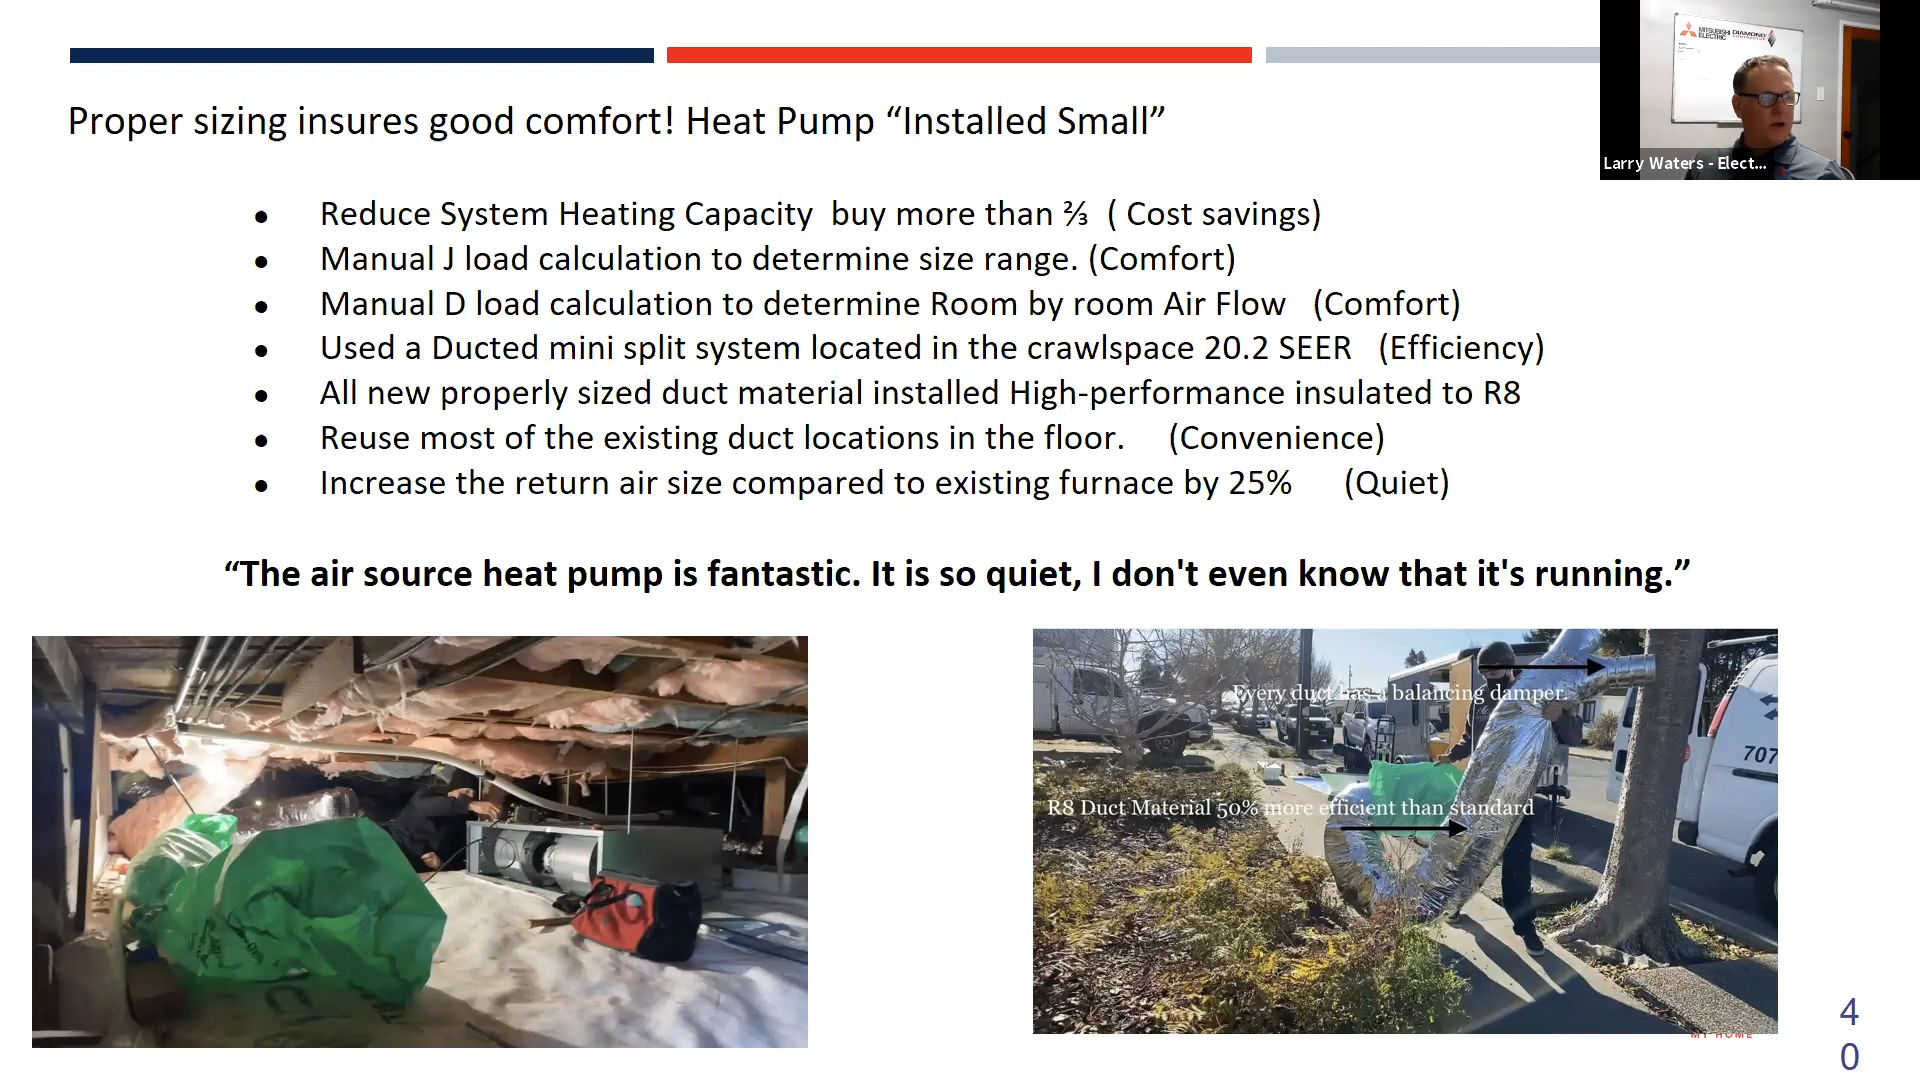 MITSUBISHI ELECTRIC
DIAMOND
Larry Waters - Elect...
Proper sizing insures good comfort! Heat Pump “Installed Small”
● Reduce System Heating Capacity  buy more than ⅔  ( Cost savings)
● Manual J load calculation to determine size range. (Comfort)
● Manual D load calculation to determine Room by room Air Flow   (Comfort)
● Used a Ducted mini split system located in the crawlspace 20.2 SEER   (Efficiency)
● All new properly sized duct material installed High-performance insulated to R8
● Reuse most of the existing duct locations in the floor.     (Convenience)
● Increase the return air size compared to existing furnace by 25%      (Quiet)
“The air source heat pump is fantastic. It is so quiet, I don't even know that it's running.”
Every duct has a balancing damper.
707
R8 Duct Material 50% more efficient than standard
MY HOME
4
0